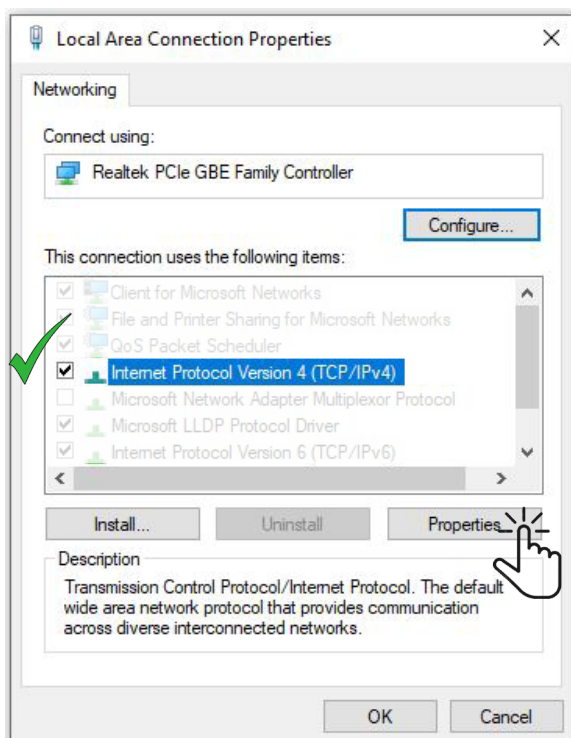 Local Area Connection Properties
Networking
Connect using:
Realtek PCIe GBE Family Controller
Configure...
This connection uses the following items:
Client for Microsoft Networks
File and Printer Sharing for Microsoft Networks
QoS Packet Scheduler
Internet Protocol Version 4 (TCP/IPv4)
Microsoft Network Adapter Multiplexor Protocol
Microsoft LLDP Protocol Driver
Internet Protocol Version 6 (TCP/IPv6)
Install... Uninstall Properties
Description
Transmission Control Protocol/Internet Protocol. The default
wide area network protocol that provides communication
across diverse interconnected networks.
OK Cancel